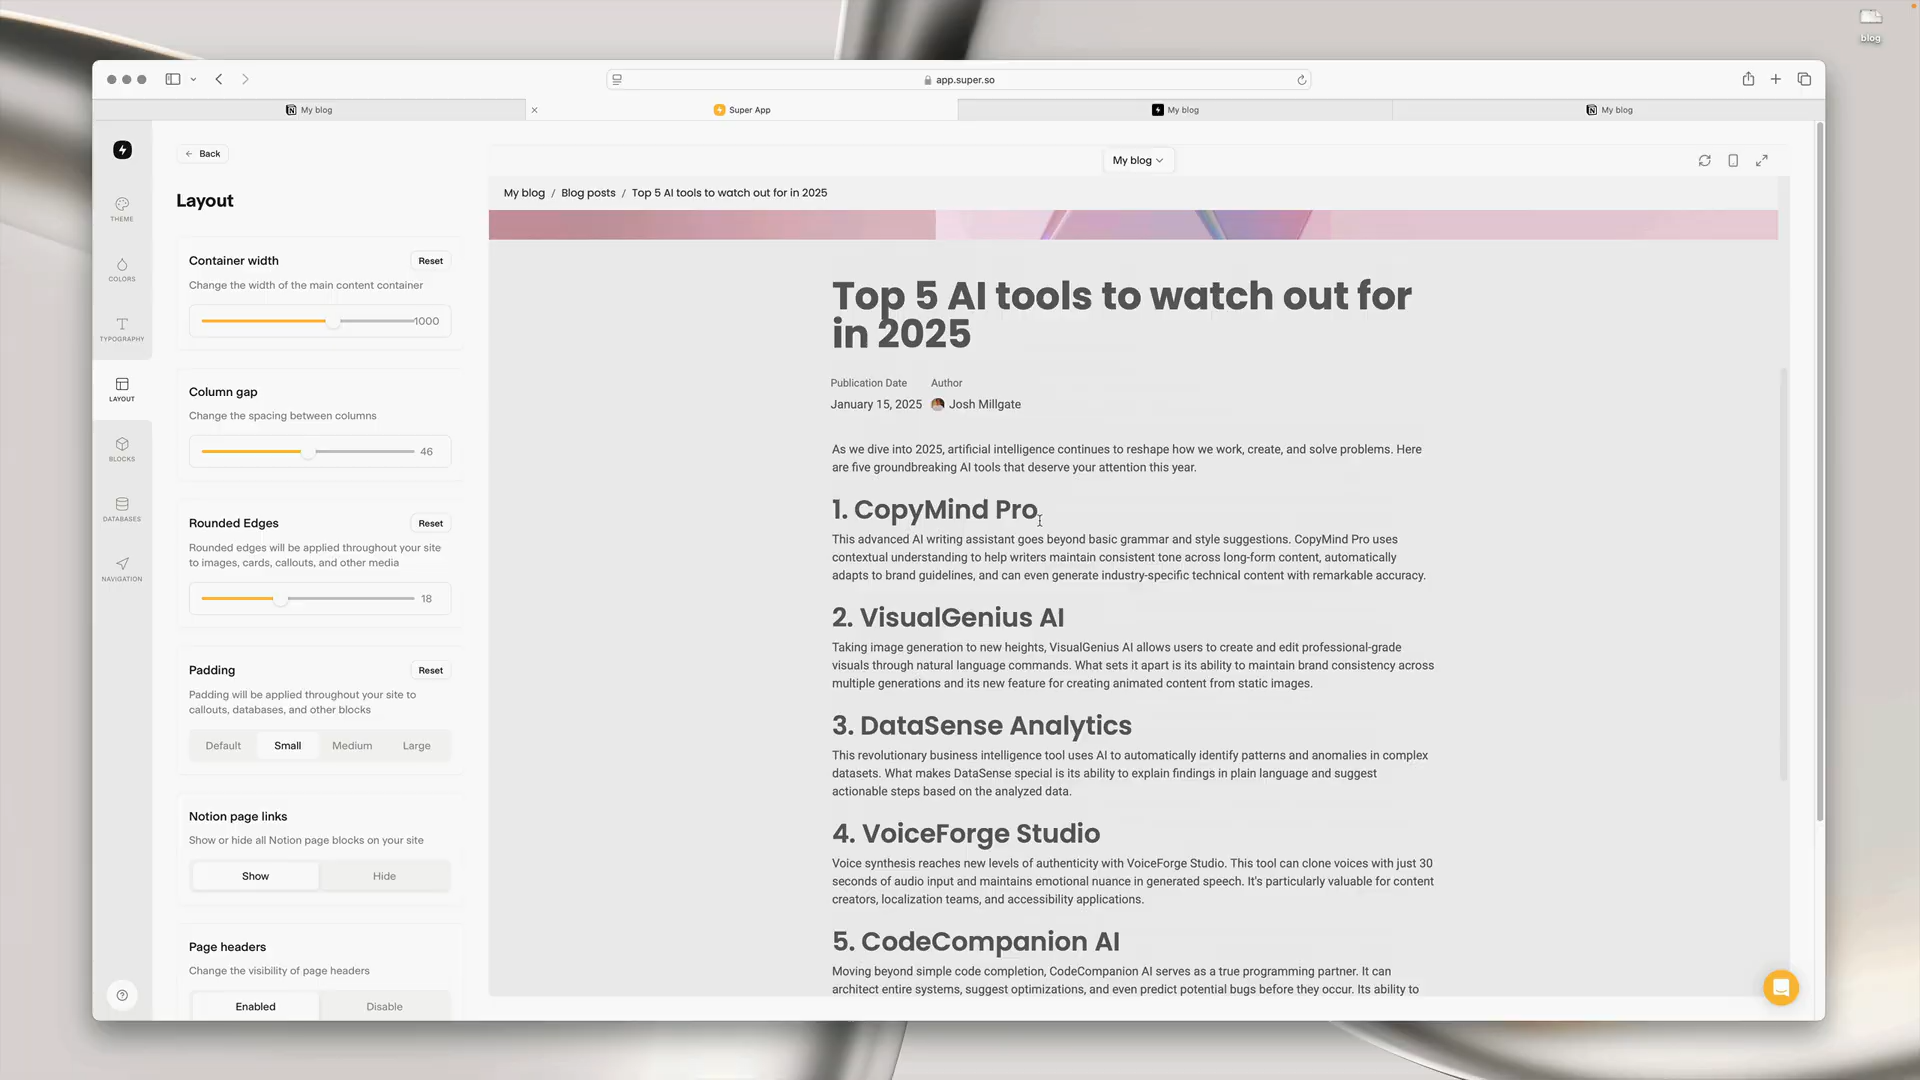 blog
app.super.so
My blog
Super App
My blog
My blog
Back
My blog
Layout
My blog / Blog posts / Top 5 AI tools to watch out for in 2025
THEME
COLORS
TYPOGRAPHY
LAYOUT
BLOCKS
DATABASES
NAVIGATION
Container width
Reset
Change the width of the main content container
1000
Column gap
Change the spacing between columns
46
Rounded Edges
Reset
Rounded edges will be applied throughout your site
to images, cards, callouts, and other media
18
Padding
Reset
Padding will be applied throughout your site to
callouts, databases, and other blocks
Default Small Medium Large
Notion page links
Show or hide all Notion page blocks on your site
Show Hide
Page headers
Change the visibility of page headers
Enabled Disable
Top 5 AI tools to watch out for
in 2025
Publication Date Author
January 15, 2025 Josh Millgate
As we dive into 2025, artificial intelligence continues to reshape how we work, create, and solve problems. Here
are five groundbreaking AI tools that deserve your attention this year.
1. CopyMind Pro
This advanced AI writing assistant goes beyond basic grammar and style suggestions. CopyMind Pro uses
contextual understanding to help writers maintain consistent tone across long-form content, automatically
adapts to brand guidelines, and can even generate industry-specific technical content with remarkable accuracy.
2. VisualGenius AI
Taking image generation to new heights, VisualGenius AI allows users to create and edit professional-grade
visuals through natural language commands. What sets it apart is its ability to maintain brand consistency across
multiple generations and its new feature for creating animated content from static images.
3. DataSense Analytics
This revolutionary business intelligence tool uses AI to automatically identify patterns and anomalies in complex
datasets. What makes DataSense special is its ability to explain findings in plain language and suggest
actionable steps based on the analyzed data.
4. VoiceForge Studio
Voice synthesis reaches new levels of authenticity with VoiceForge Studio. This tool can clone voices with just 30
seconds of audio input and maintains emotional nuance in generated speech. It's particularly valuable for content
creators, localization teams, and accessibility applications.
5. CodeCompanion AI
Moving beyond simple code completion, CodeCompanion AI serves as a true programming partner. It can
architect entire systems, suggest optimizations, and even predict potential bugs before they occur. Its ability to